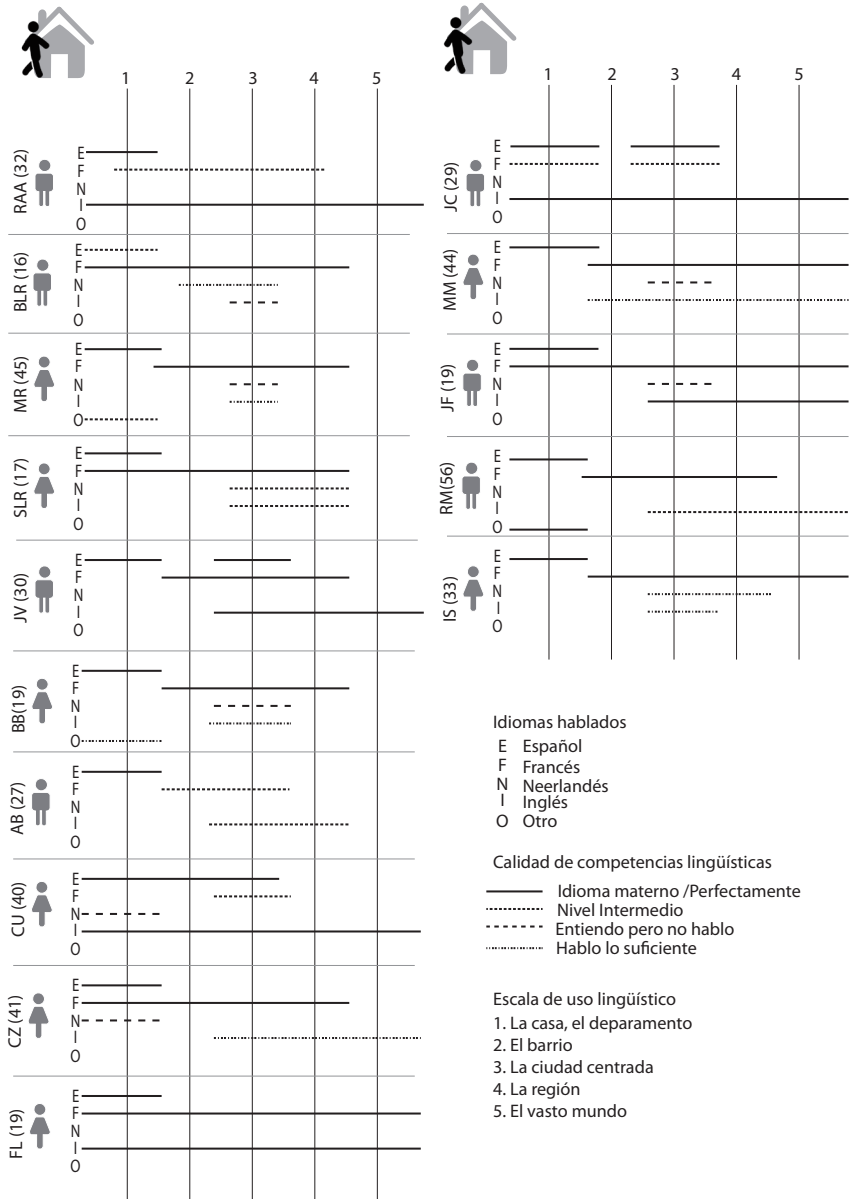 1 2 3 4 5
RAA (32)
E
F
N
I
O
BLR (16)
E
F
N
I
O
MR (45)
E
F
N
I
O
SLR (17)
E
F
N
I
O
JV (30)
E
F
N
I
O
BB(19)
E
F
N
I
O
AB (27)
E
F
N
I
O
CU (40)
E
F
N
I
O
CZ (41)
E
F
N
I
O
FL (19)
E
F
N
I
O
1 2 3 4 5
JC (29)
E
F
N
I
O
MM (44)
E
F
N
I
O
JF (19)
E
F
N
I
O
RM(56)
E
F
N
I
O
IS (33)
E
F
N
I
O
Idiomas hablados
E Español
F Francés
N Neerlandés
I Inglés
O Otro
Calidad de competencias lingüísticas
Idioma materno /Perfectamente
Nivel Intermedio
Entiendo pero no hablo
Hablo lo suficiente
Escala de uso lingüístico
1. La casa, el deparamento
2. El barrio
3. La ciudad centrada
4. La región
5. El vasto mundo